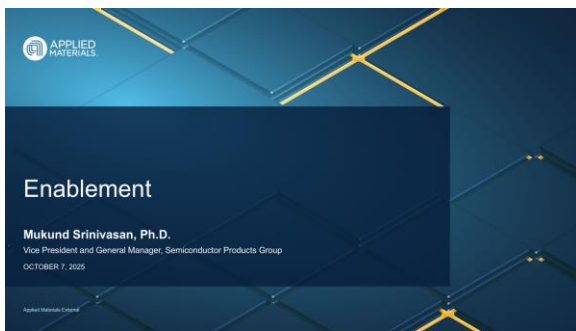 APPLIED
MATERIALS®
Enablement
Mukund Srinivasan, Ph.D.
Vice President and General Manager, Semiconductor Products Group
OCTOBER 7, 2025
Applied Materials External